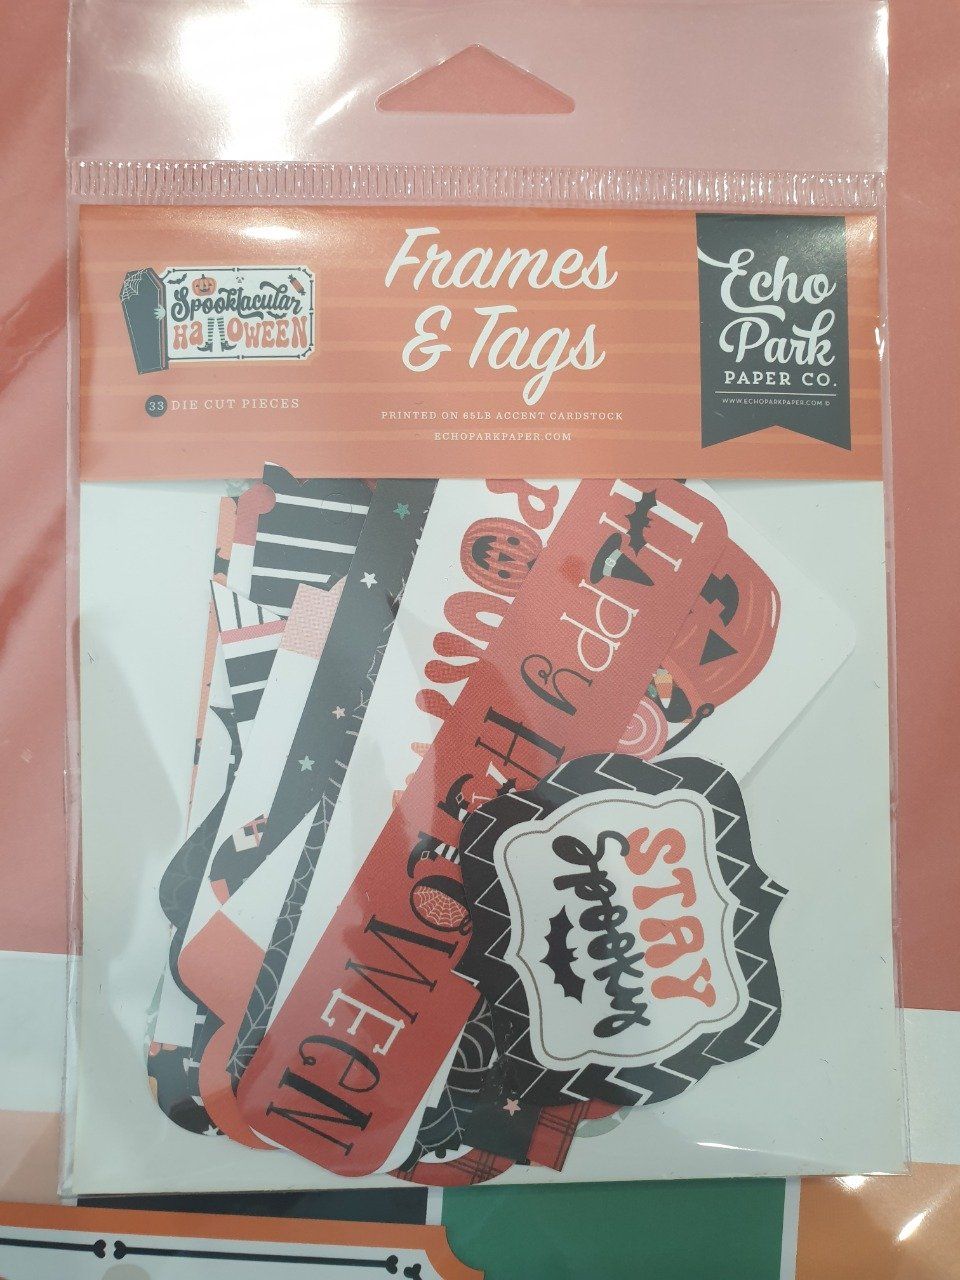 Frames
& Tags
Echo
Park
PAPER CO.
WWW.ECHOPARKPAPER.COM ©
Spooktacular
HALLOWEEN
33 DIE CUT PIECES
PRINTED ON 65LB ACCENT CARDSTOCK
ECHOPARKPAPER.COM
Happy Halloween
STAY
spooky